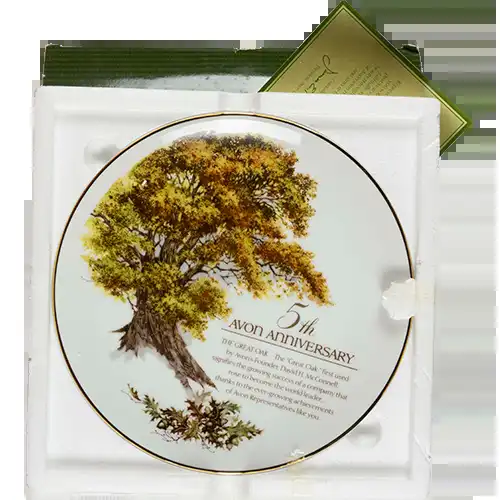 5th
AVON ANNIVERSARY
THE GREAT OAK... The "Great Oak" first used
by Avon Founder David H. McConnell
signifies the growing success of a company that
rose to become the world leader...
thanks to the ever-growing achievements
of Avon Representatives like you.